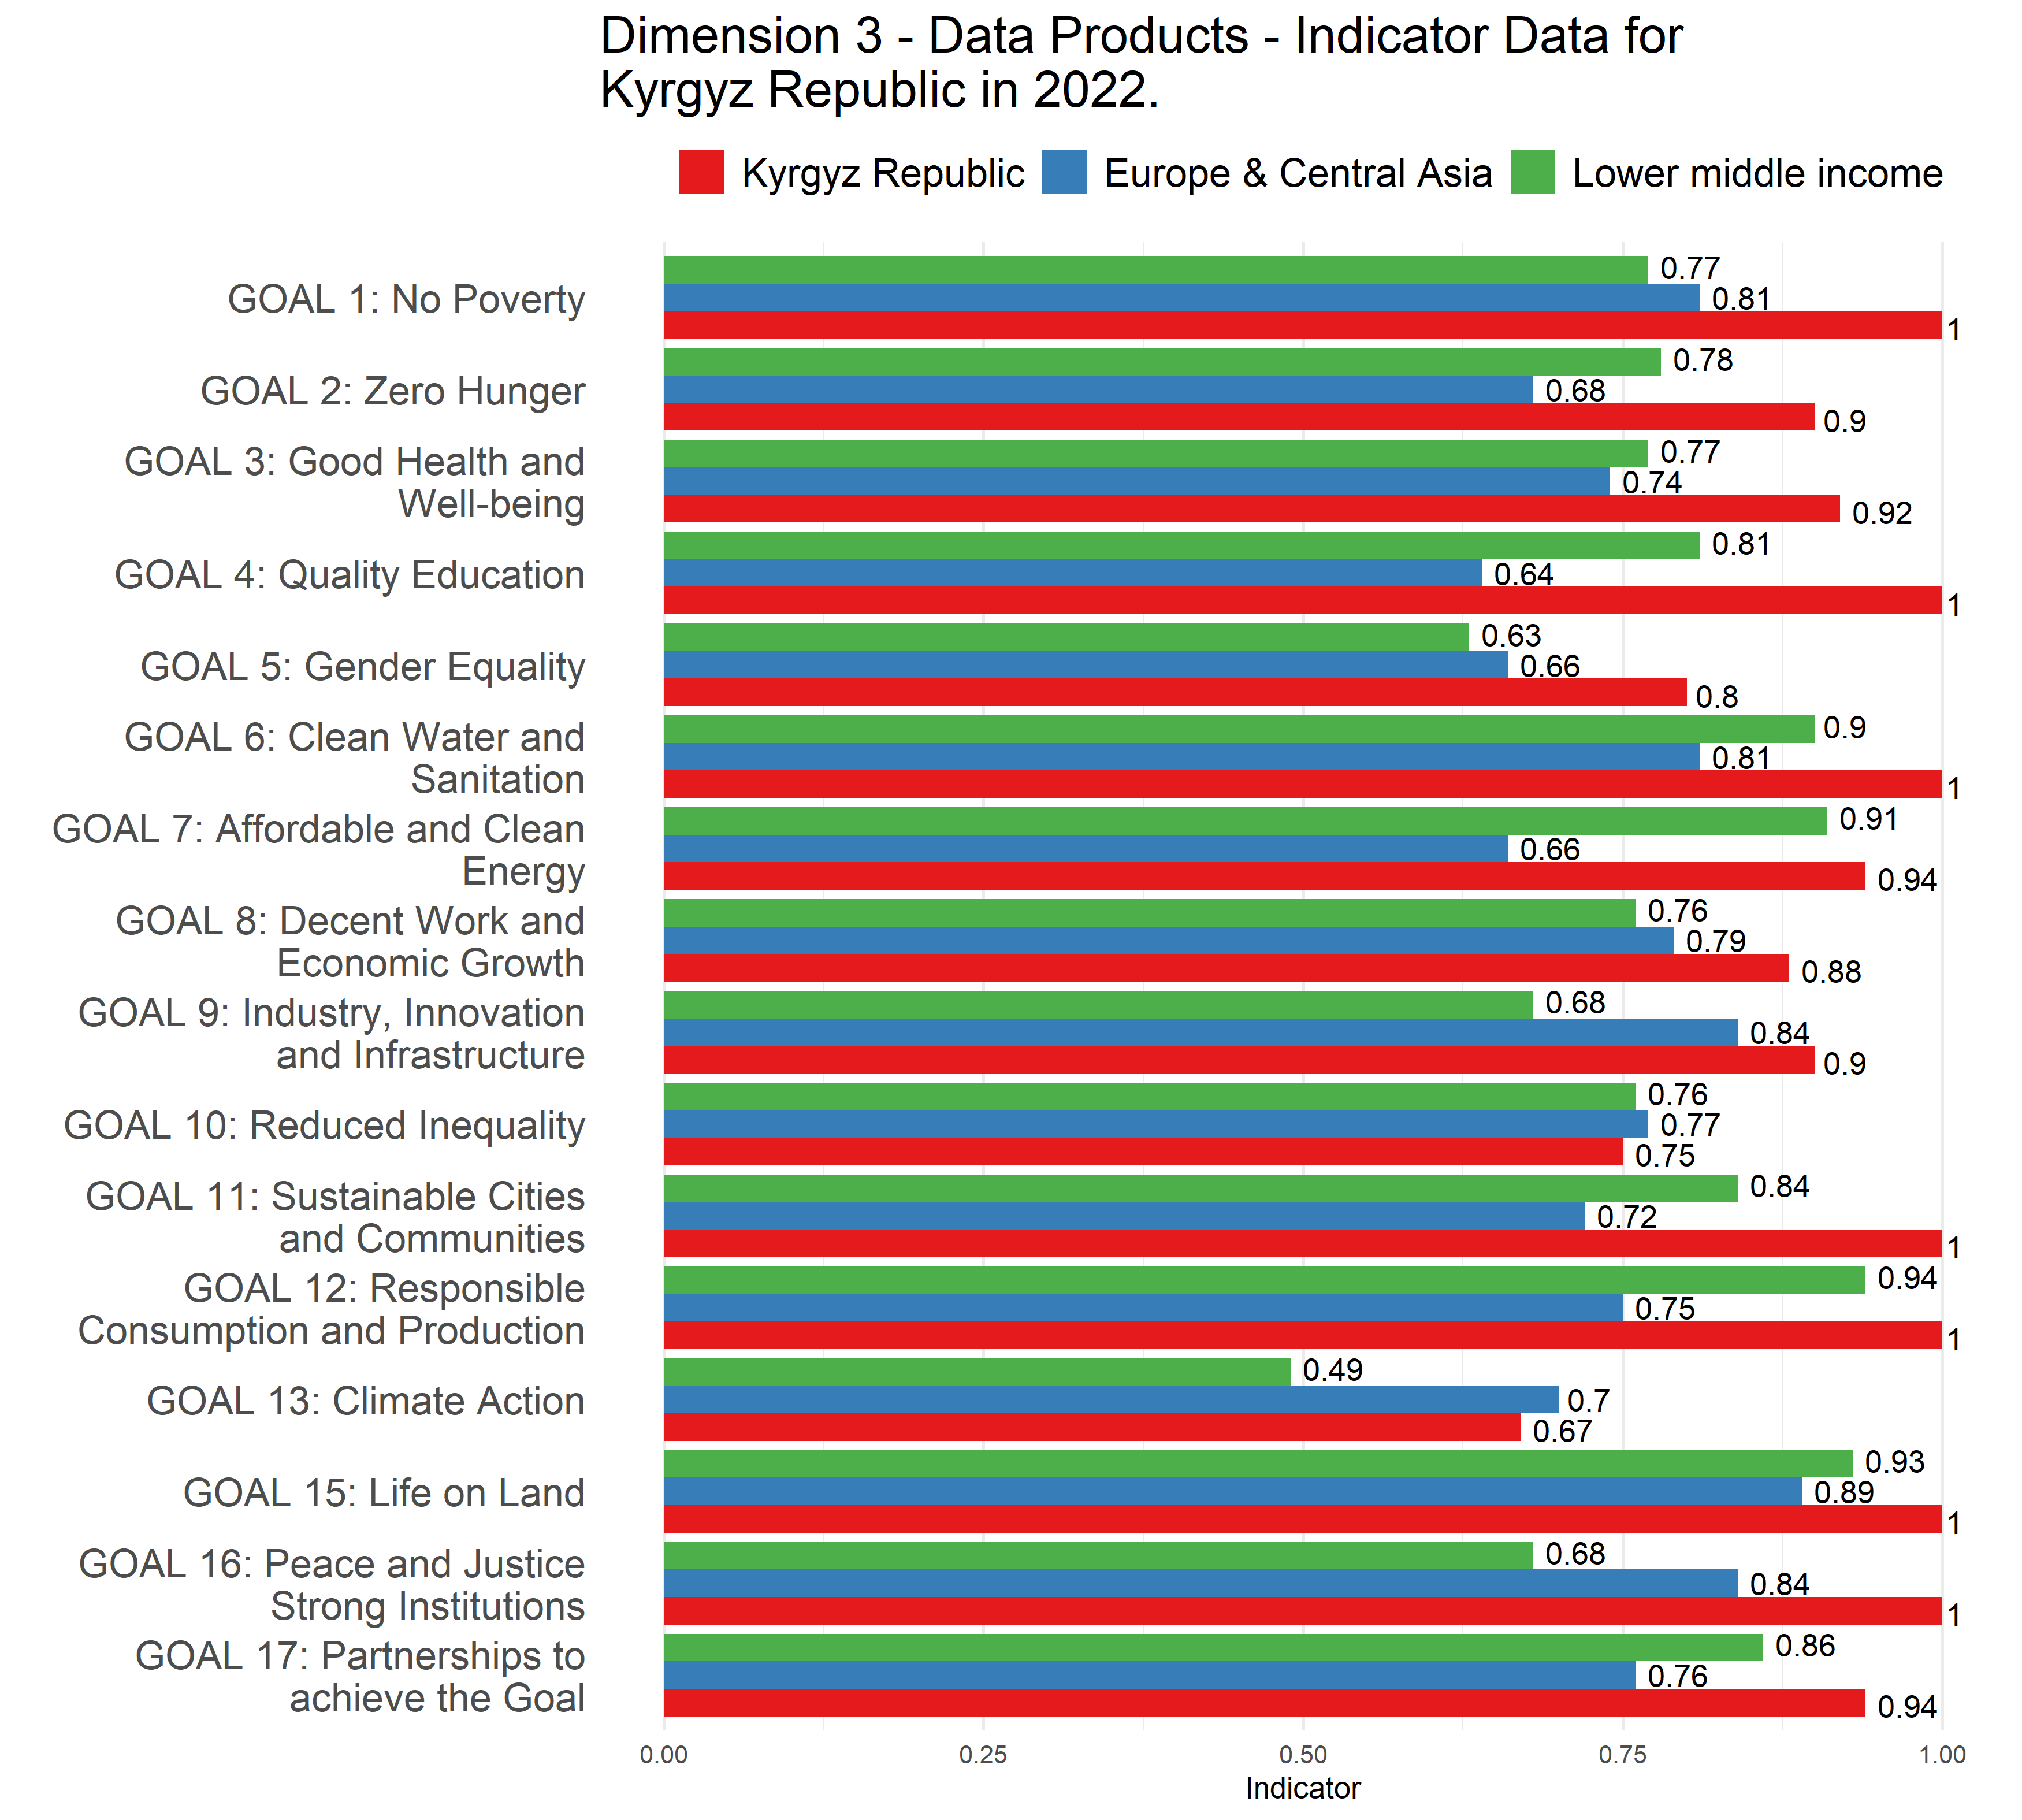 Dimension 3 - Data Products - Indicator Data for
Kyrgyz Republic in 2022.
Kyrgyz Republic Europe & Central Asia Lower middle income
GOAL 1: No Poverty
0.77
0.81
1
GOAL 2: Zero Hunger
0.78
0.68
0.9
GOAL 3: Good Health and
Well-being
0.77
0.74
0.92
GOAL 4: Quality Education
0.81
0.64
1
GOAL 5: Gender Equality
0.63
0.66
0.8
GOAL 6: Clean Water and
Sanitation
0.9
0.81
1
GOAL 7: Affordable and Clean
Energy
0.91
0.66
0.94
GOAL 8: Decent Work and
Economic Growth
0.76
0.79
0.88
GOAL 9: Industry, Innovation
and Infrastructure
0.68
0.84
0.9
GOAL 10: Reduced Inequality
0.76
0.77
0.75
GOAL 11: Sustainable Cities
and Communities
0.84
0.72
1
GOAL 12: Responsible
Consumption and Production
0.94
0.75
1
GOAL 13: Climate Action
0.49
0.7
0.67
GOAL 15: Life on Land
0.93
0.89
1
GOAL 16: Peace and Justice
Strong Institutions
0.68
0.84
1
GOAL 17: Partnerships to
achieve the Goal
0.86
0.76
0.94
0.00 0.25 0.50 0.75 1.00
Indicator